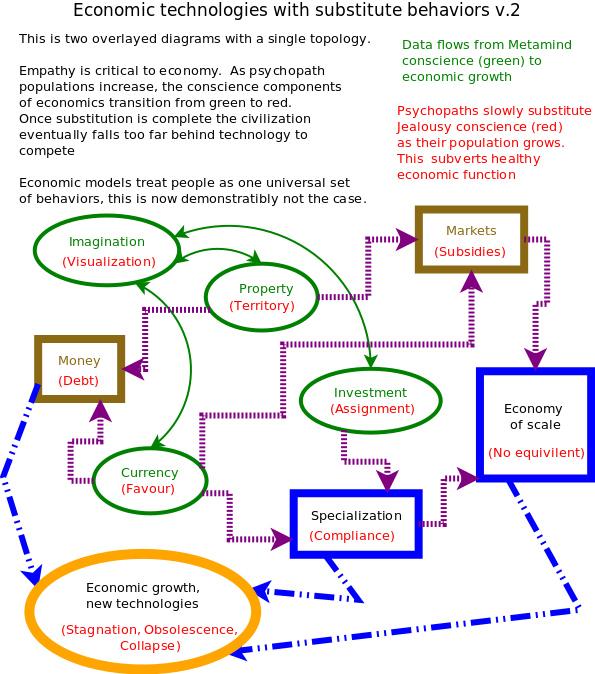 Economic technologies with substitute behaviors v.2
This is two overlayed diagrams with a single topology.
Empathy is critical to economy.  As psychopath
populations increase, the conscience components
of economics transition from green to red.
Once substitution is complete the civilization
eventually falls too far behind technology to
compete
Economic models treat people as one universal set
of behaviors, this is now demonstratibly not the case.
Data flows from Metamind
conscience (green) to
economic growth
Psychopaths slowly substitute
Jealousy conscience (red)
as their population grows.
This  subverts healthy
economic function
Imagination
(Visualization)
Markets
(Subsidies)
Property
(Territory)
Money
(Debt)
Investment
(Assignment)
Economy
of scale
(No equivilent)
Currency
(Favour)
Specialization
(Compliance)
Economic growth,
new technologies
(Stagnation, Obsolescence,
Collapse)